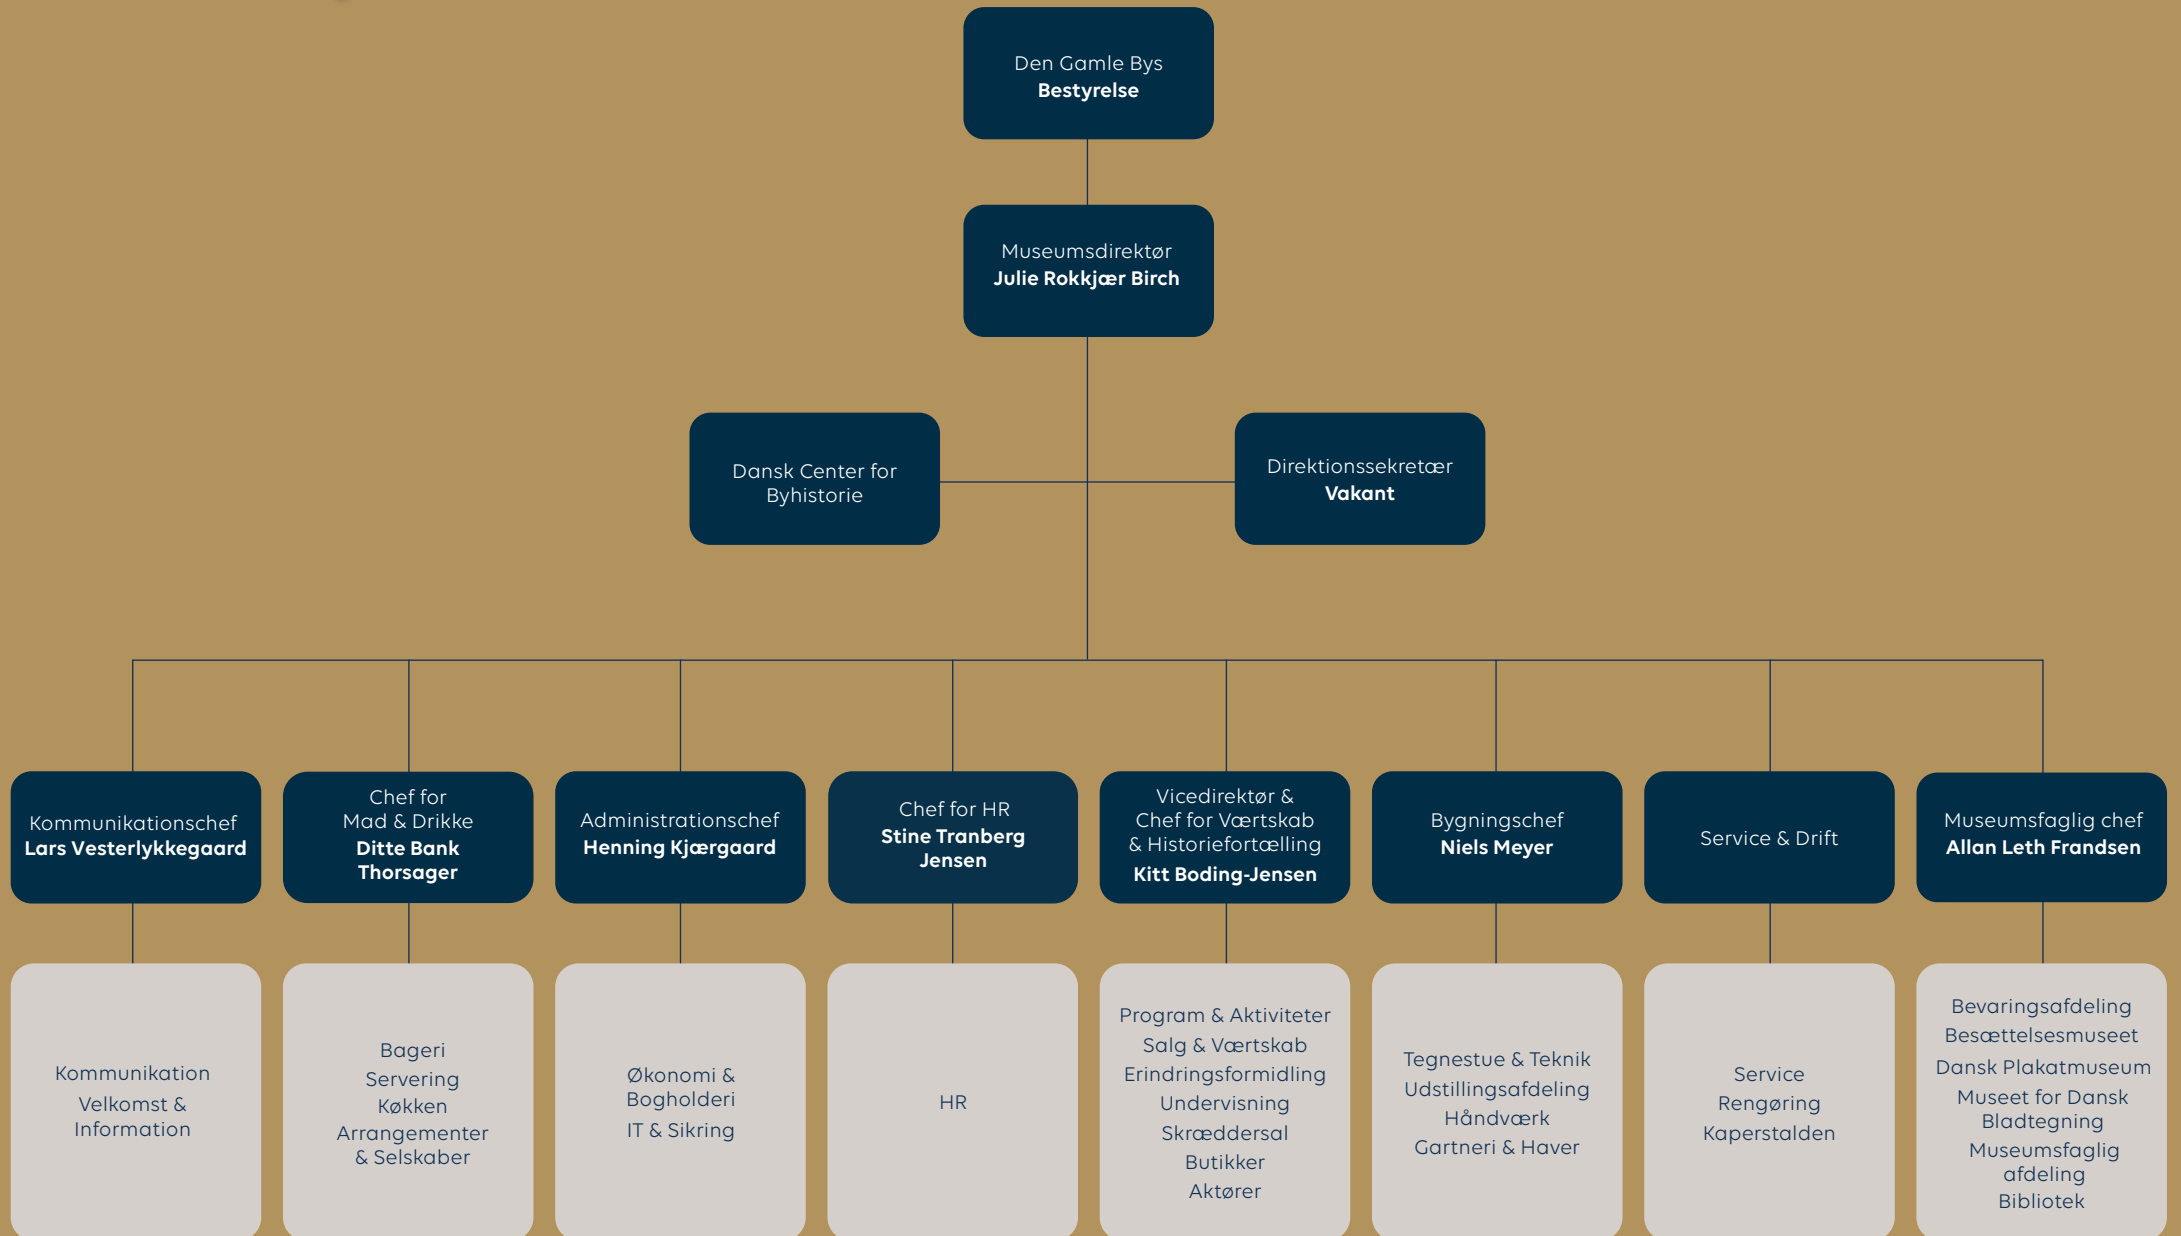 Den Gamle Bys
Bestyrelse
Museumsdirektør
Julie Rokkjær Birch
Dansk Center for
Byhistorie
Direktionssekretær
Vakant
Kommunikationschef
Lars Vesterlykkegaard
Chef for
Mad & Drikke
Ditte Bank
Thorsager
Administrationschef
Henning Kjærgaard
Chef for HR
Stine Tranberg
Jensen
Vicedirektør &
Chef for Værtskab
& Historiefortælling
Kitt Boding-Jensen
Bygningschef
Niels Meyer
Service & Drift
Museumsfaglig chef
Allan Leth Frandsen
Kommunikation
Velkomst &
Information
Bageri
Servering
Køkken
Arrangementer
& Selskaber
Økonomi &
Bogholderi
IT & Sikring
HR
Program & Aktiviteter
Salg & Værtskab
Erindringsformidling
Undervisning
Skræddersal
Butikker
Aktører
Tegnestue & Teknik
Udstillingsafdeling
Håndværk
Gartneri & Haver
Service
Rengøring
Kaperstalden
Bevaringsafdeling
Besættelsesmuseet
Dansk Plakatmuseum
Museet for Dansk
Bladtegning
Museumsfaglig
afdeling
Bibliotek